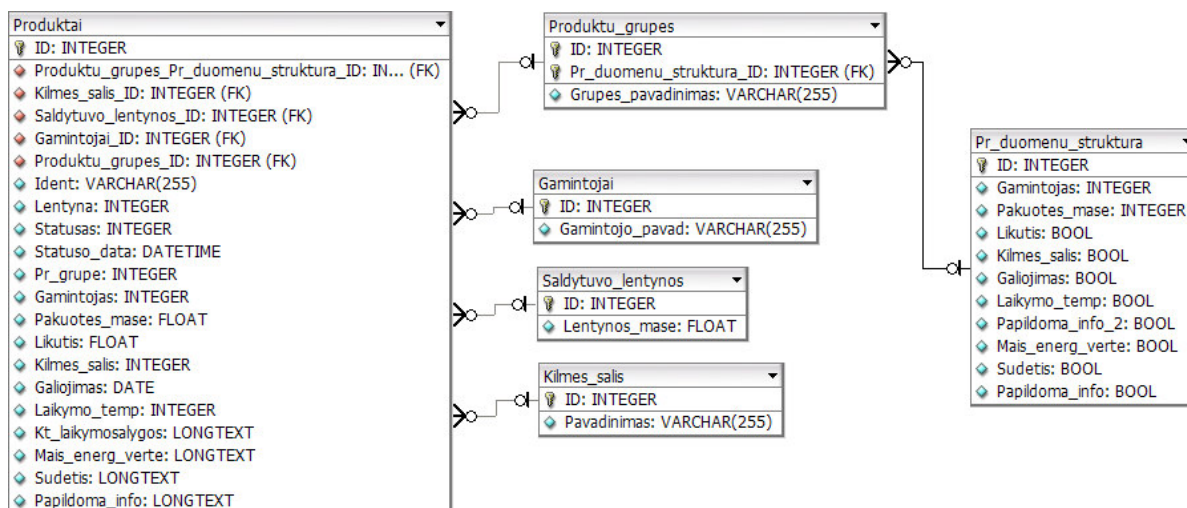 Produktai
ID: INTEGER
Produktu_grupes_Pr_duomenu_struktura_ID: IN... (FK)
Kilmes_salis_ID: INTEGER (FK)
Saldytuvo_lentynos_ID: INTEGER (FK)
Gamintojai_ID: INTEGER (FK)
Produktu_grupes_ID: INTEGER (FK)
Ident: VARCHAR(255)
Lentyna: INTEGER
Statusas: INTEGER
Statuso_data: DATETIME
Pr_grupe: INTEGER
Gamintojas: INTEGER
Pakuotes_mase: FLOAT
Likutis: FLOAT
Kilmes_salis: INTEGER
Galiojimas: DATE
Laikymo_temp: INTEGER
Kt_laikymosalygos: LONGTEXT
Mais_energ_verte: LONGTEXT
Sudetis: LONGTEXT
Papildoma_info: LONGTEXT
Produktu_grupes
ID: INTEGER
Pr_duomenu_struktura_ID: INTEGER (FK)
Grupes_pavadinimas: VARCHAR(255)
Gamintojai
ID: INTEGER
Gamintojo_pavad: VARCHAR(255)
Saldytuvo_lentynos
ID: INTEGER
Lentynos_mase: FLOAT
Kilmes_salis
ID: INTEGER
Pavadinimas: VARCHAR(255)
Pr_duomenu_struktura
ID: INTEGER
Gamintojas: INTEGER
Pakuotes_mase: INTEGER
Likutis: BOOL
Kilmes_salis: BOOL
Galiojimas: BOOL
Laikymo_temp: BOOL
Papildoma_info_2: BOOL
Mais_energ_verte: BOOL
Sudetis: BOOL
Papildoma_info: BOOL